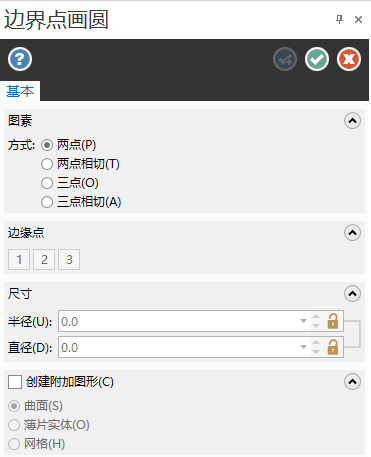 边界点画圆
基本
图素
方式: 两点(P)
两点相切(T)
三点(O)
三点相切(A)
边缘点
1 2 3
尺寸
半径(U): 0.0
直径(D): 0.0
创建附加图形(C)
曲面(S)
薄片实体(O)
网格(H)